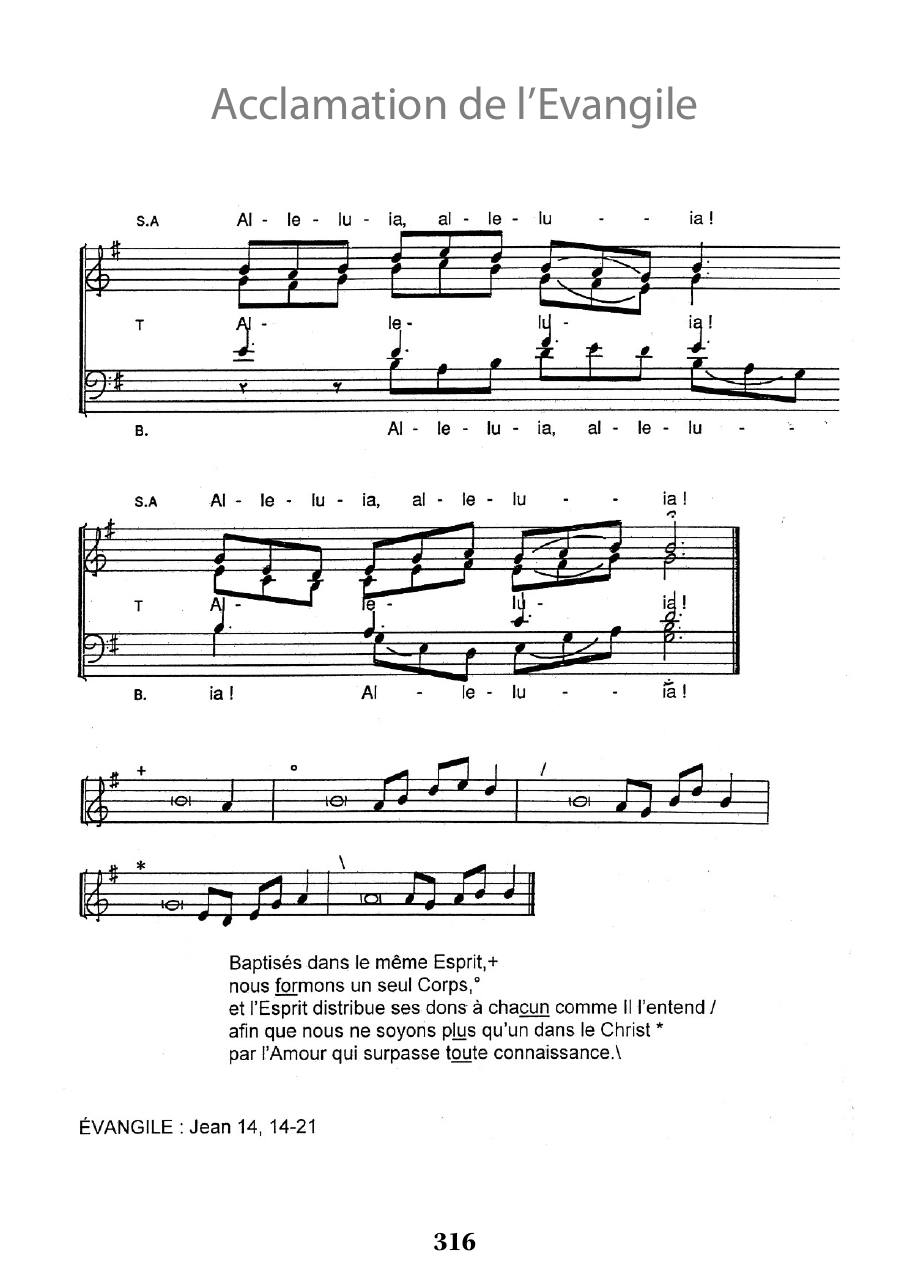 Acclamation de l'Evangile
S.A Al - le - lu - ia, al - le - lu - - ia !
T Al - le - lu - ia !
B. Al - le - lu - ia, al - le - lu - -
S.A Al - le - lu - ia, al - le - lu - - ia !
T Al - le - lu - ia !
B. ia ! Al - le - lu - - ia !
+ ° /
* \
Baptisés dans le même Esprit,+
nous formons un seul Corps,°
et l'Esprit distribue ses dons à chacun comme Il l'entend /
afin que nous ne soyons plus qu'un dans le Christ *
par l'Amour qui surpasse toute connaissance.\
ÉVANGILE : Jean 14, 14-21
316